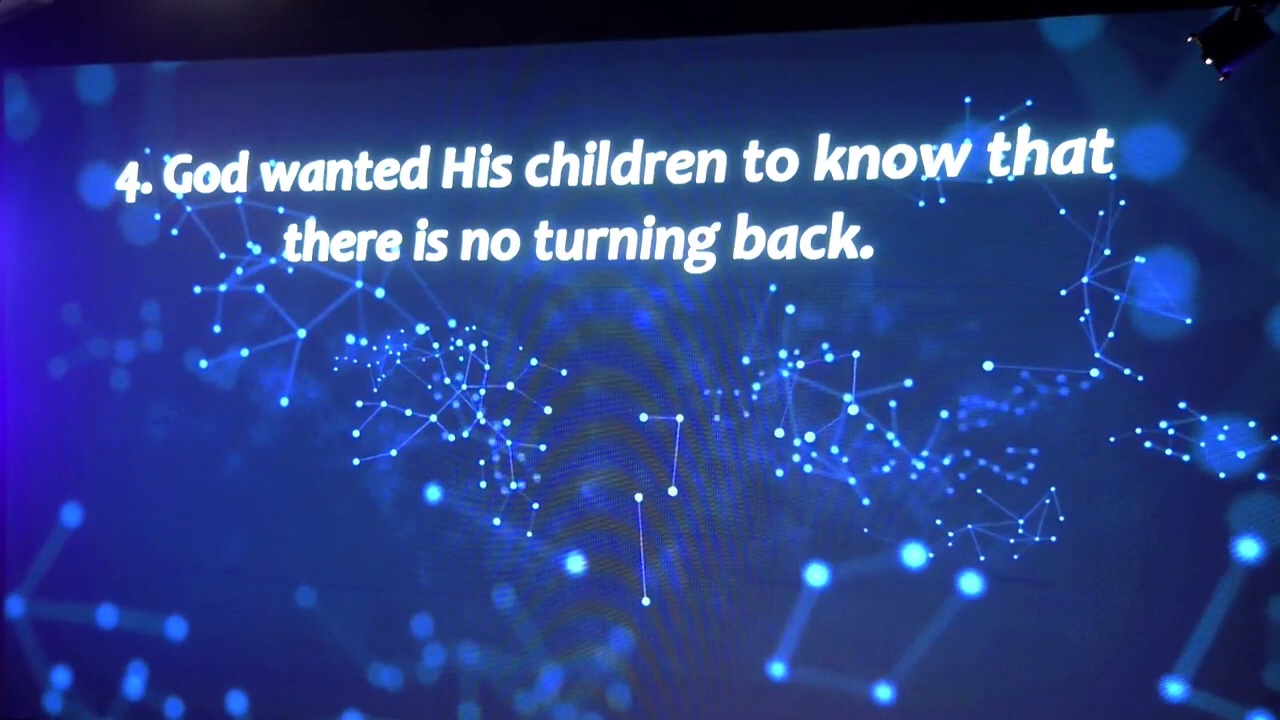 4. God wanted His children to know that
there is no turning back.